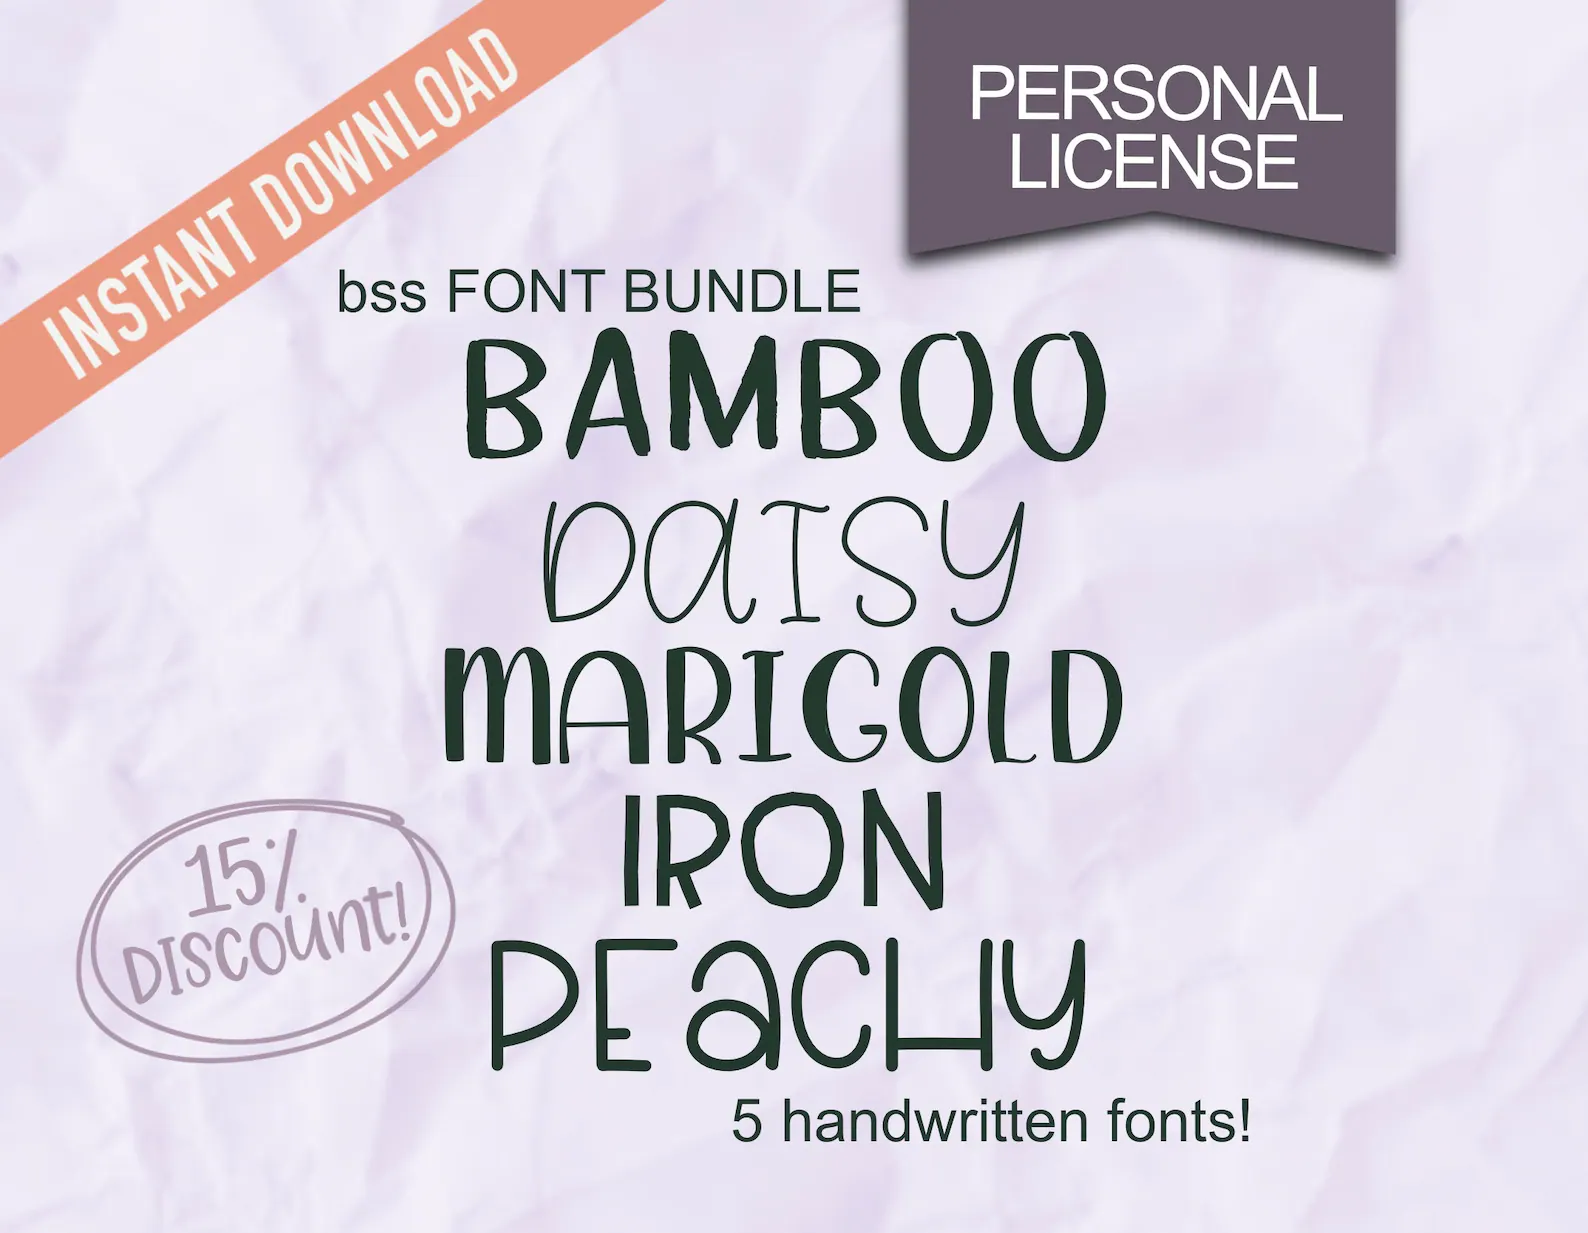 INSTANT DOWNLOAD
PERSONAL
LICENSE
bss FONT BUNDLE
BAMBOO
DaISY
MARIGOLD
IRON
PEaCHY
15%
DISCOUnt!
5 handwritten fonts!